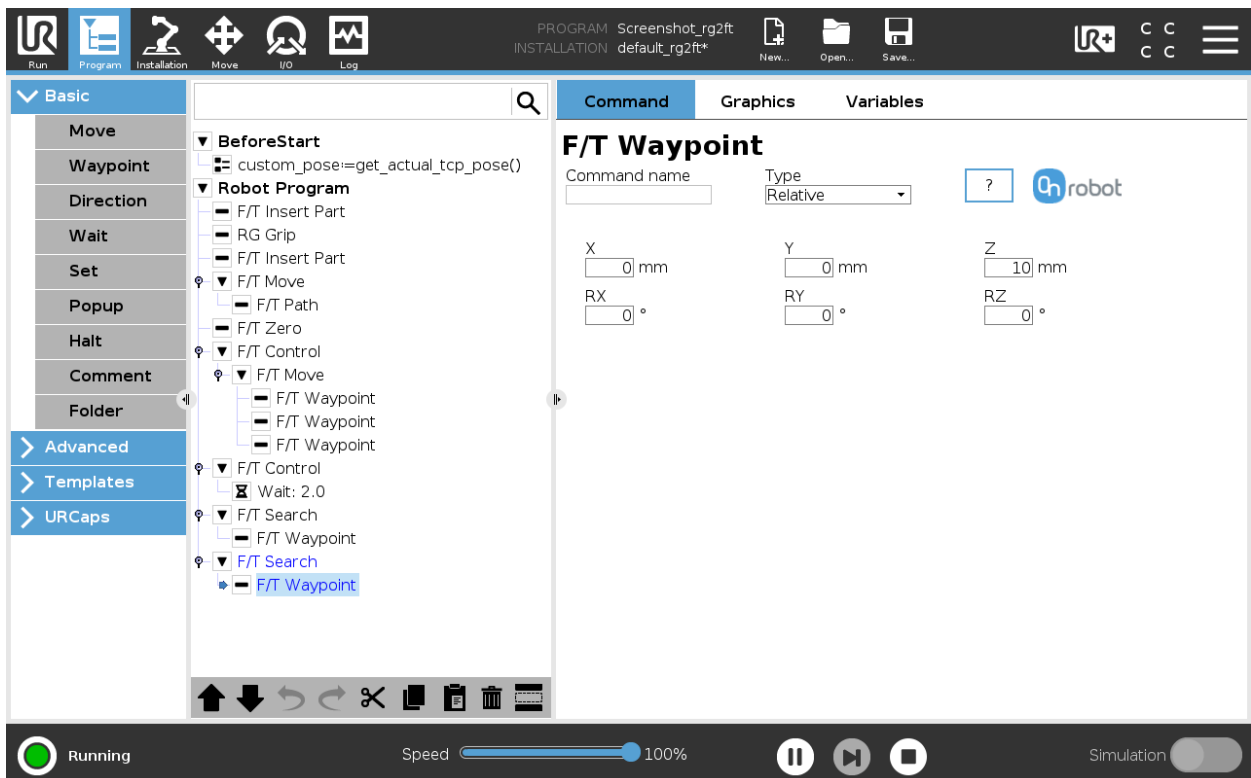 PROGRAM Screenshot_rg2ft
INSTALLATION default_rg2ft*
UR
Run
Program
Installation
Move
I/O
Log
New...
Open...
Save...
UR+
C C
C C
Basic
Move
Waypoint
Direction
Wait
Set
Popup
Halt
Comment
Folder
Advanced
Templates
URCaps
BeforeStart
custom_pose≔get_actual_tcp_pose()
Robot Program
F/T Insert Part
RG Grip
F/T Insert Part
F/T Move
F/T Path
F/T Zero
F/T Control
F/T Move
F/T Waypoint
F/T Waypoint
F/T Waypoint
F/T Control
Wait: 2.0
F/T Search
F/T Waypoint
F/T Search
F/T Waypoint
Command Graphics Variables
F/T Waypoint
Command name Type
Relative
?
On robot
X Y Z
0 mm 0 mm 10 mm
RX RY RZ
0 ° 0 ° 0 °
Running
Speed 100%
Simulation